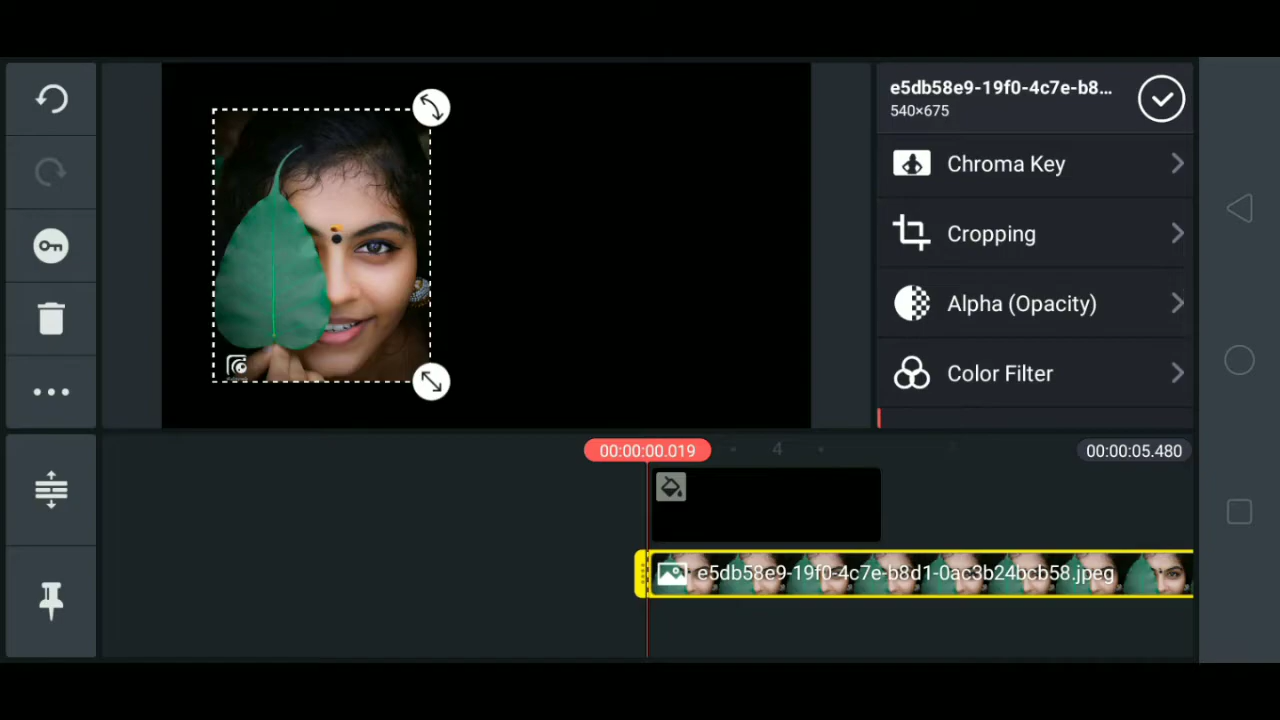 e5db58e9-19f0-4c7e-b8...
540×675
Chroma Key
Cropping
Alpha (Opacity)
Color Filter
00:00:00.019
4
00:00:05.480
e5db58e9-19f0-4c7e-b8d1-0ac3b24bcb58.jpeg